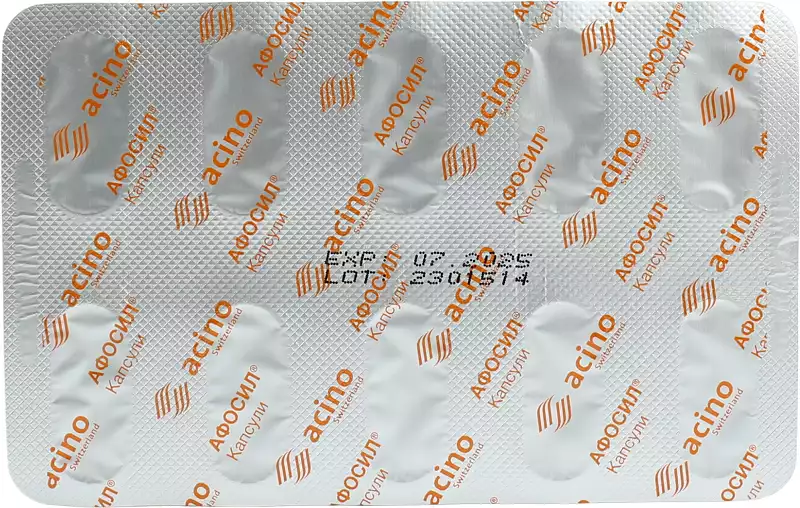 acino
Switzerland
АФОСИЛ®
Капсули
EXP: 07.2025
LOT: 2301514